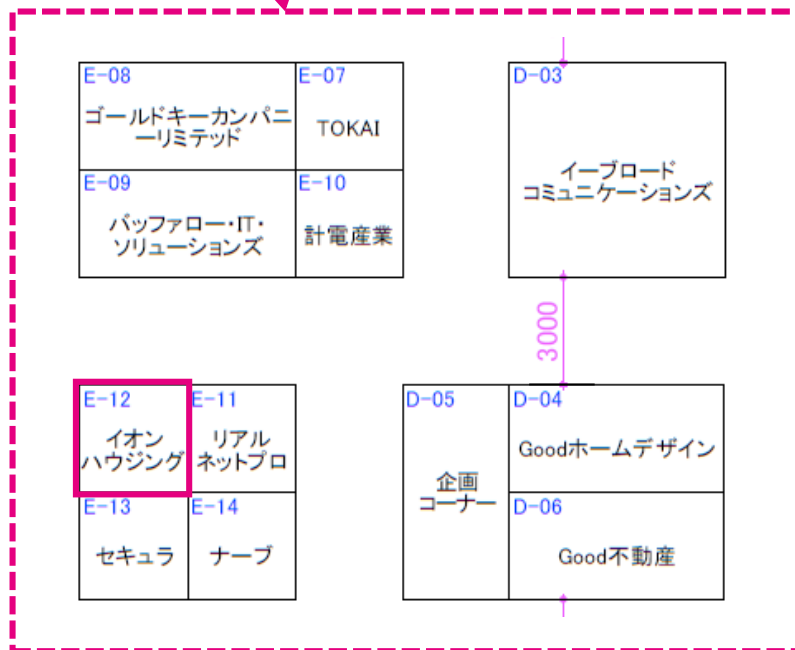 E-08
ゴールドキーカンパニ
ーリミテッド
E-07
TOKAI
D-03
イーブロード
コミュニケーションズ
E-09
バッファロー・IT・
ソリューションズ
E-10
計電産業
3000
E-12
イオン
ハウジング
E-11
リアル
ネットプロ
D-05
企画
コーナー
D-04
Goodホームデザイン
E-13
セキュラ
E-14
ナーブ
D-06
Good不動産